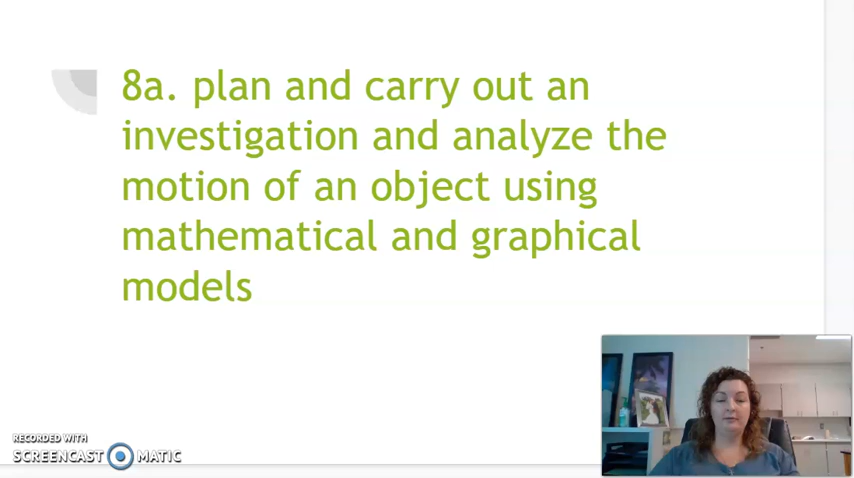 8a. plan and carry out an
investigation and analyze the
motion of an object using
mathematical and graphical
models
RECORDED WITH
SCREENCAST MATIC